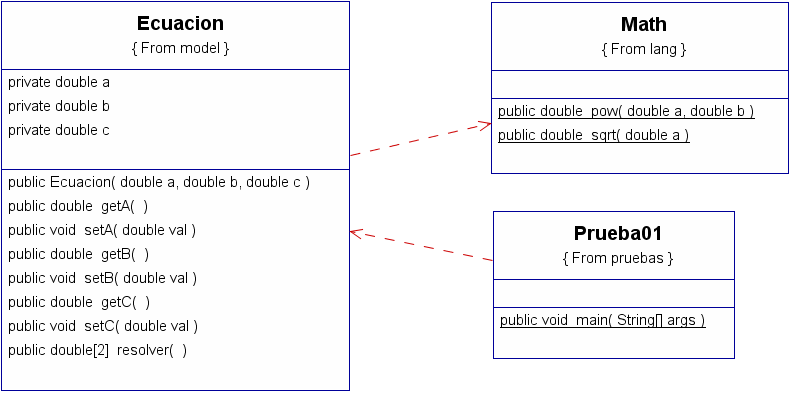 Ecuacion
{ From model }
private double a
private double b
private double c
public Ecuacion( double a, double b, double c )
public double getA( )
public void setA( double val )
public double getB( )
public void setB( double val )
public double getC( )
public void setC( double val )
public double[2] resolver( )
Math
{ From lang }
public double pow( double a, double b )
public double sqrt( double a )
Prueba01
{ From pruebas }
public void main( String[] args )